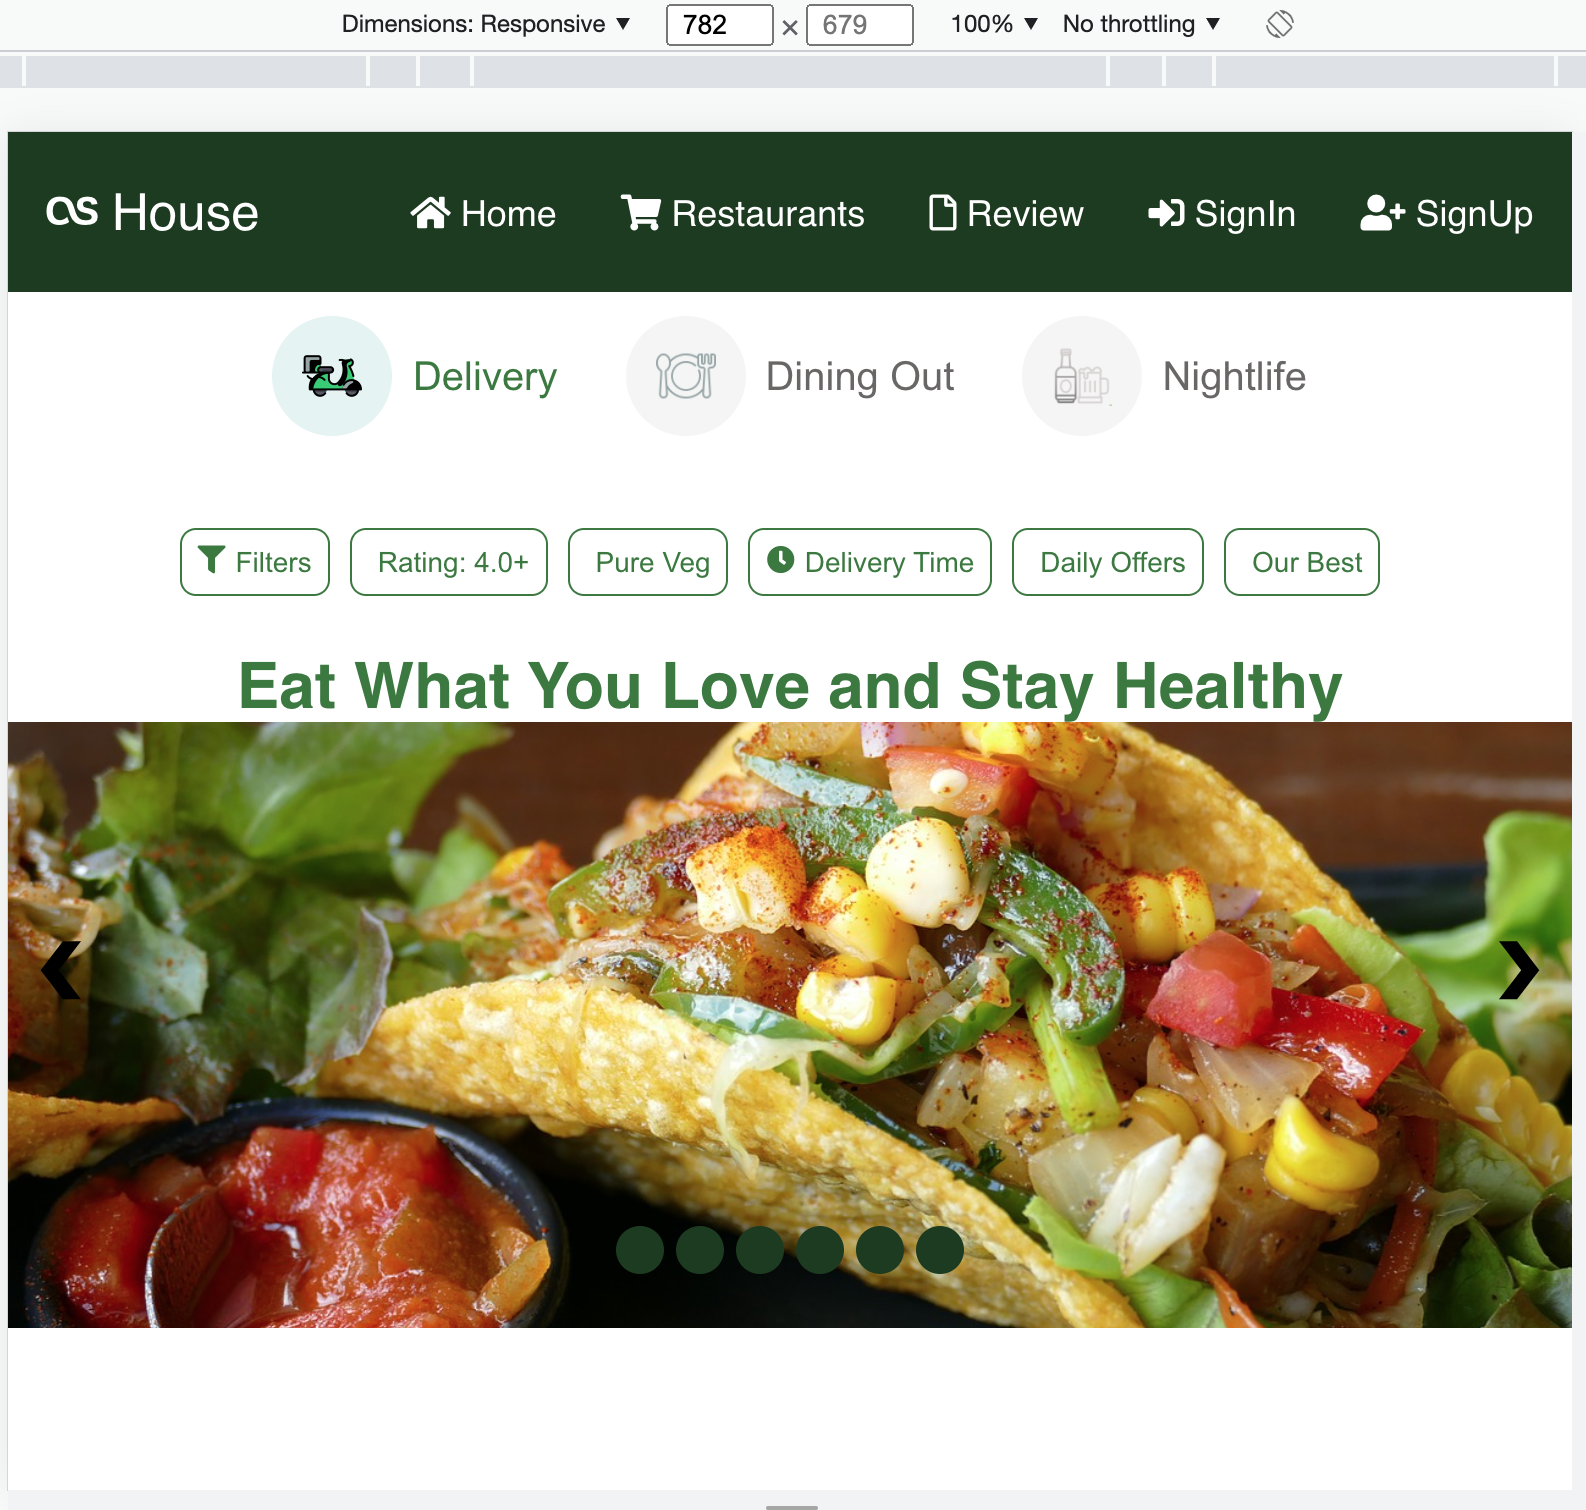 Dimensions: Responsive ▼ 782 × 679 100% ▼ No throttling ▼
as House Home Restaurants Review SignIn SignUp
Delivery Dining Out Nightlife
Filters Rating: 4.0+ Pure Veg Delivery Time Daily Offers Our Best
Eat What You Love and Stay Healthy